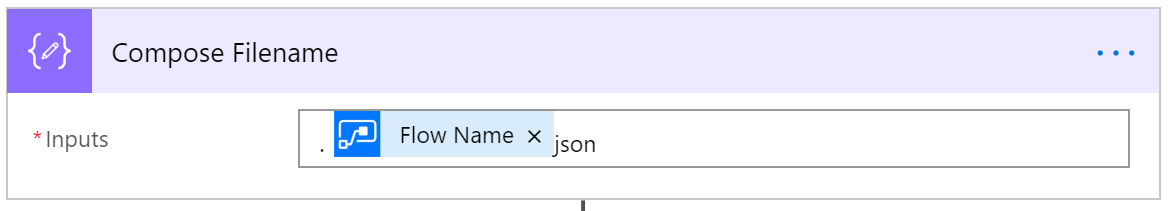 Compose Filename
* Inputs
. Flow Name × json